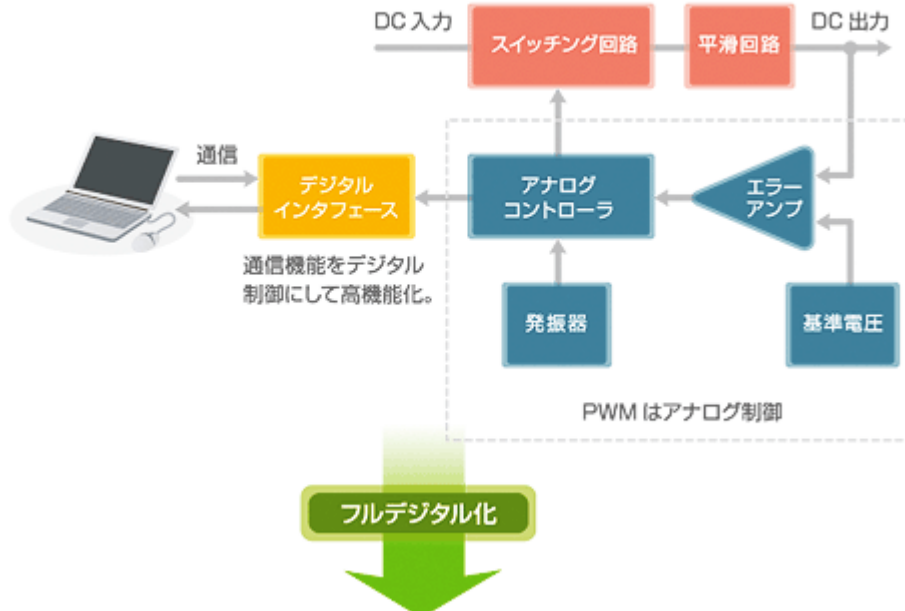 DC 入力
スイッチング回路
平滑回路
DC 出力
通信
デジタル
インタフェース
アナログ
コントローラ
エラー
アンプ
通信機能をデジタル
制御にして高機能化。
発振器
基準電圧
PWM はアナログ制御
フルデジタル化